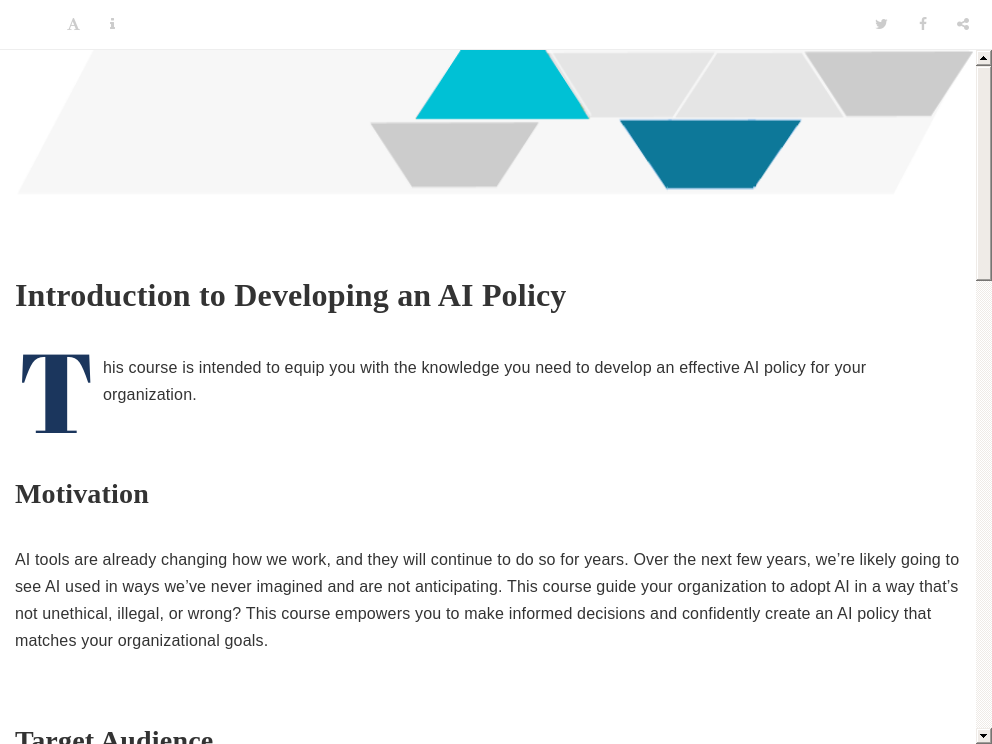 Introduction to Developing an AI Policy
This course is intended to equip you with the knowledge you need to develop an effective AI policy for your
organization.
Motivation
AI tools are already changing how we work, and they will continue to do so for years. Over the next few years, we’re likely going to
see AI used in ways we’ve never imagined and are not anticipating. This course guide your organization to adopt AI in a way that’s
not unethical, illegal, or wrong? This course empowers you to make informed decisions and confidently create an AI policy that
matches your organizational goals.
Target Audience